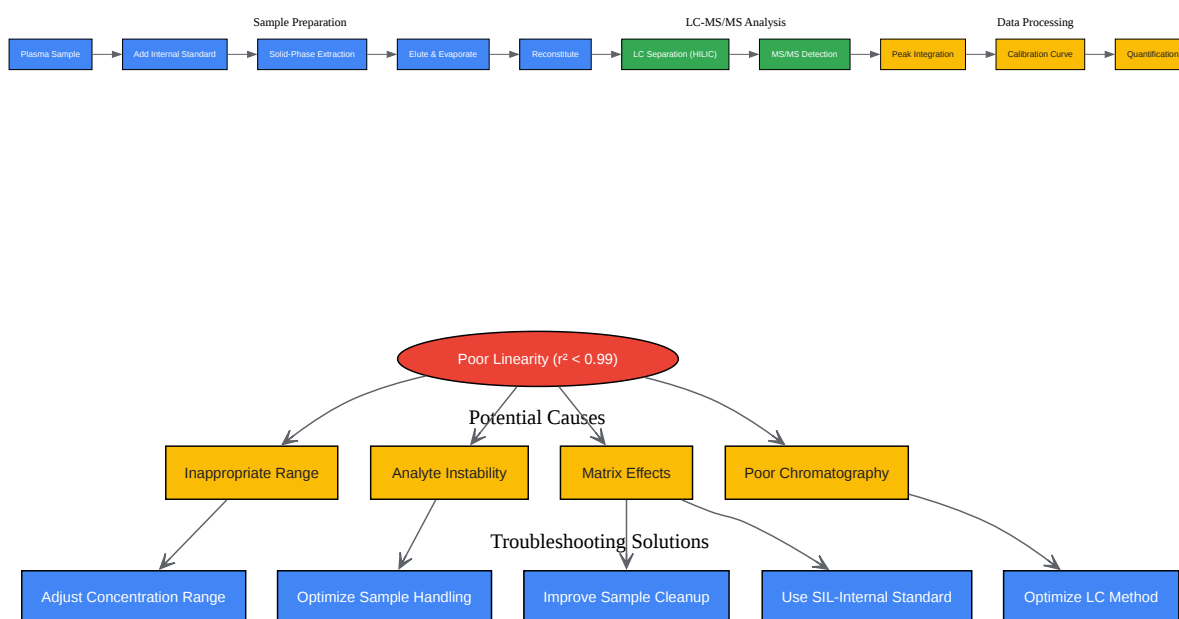 Sample Preparation
LC-MS/MS Analysis
Data Processing
Plasma Sample
Add Internal Standard
Solid-Phase Extraction
Elute & Evaporate
Reconstitute
LC Separation (HILIC)
MS/MS Detection
Peak Integration
Calibration Curve
Quantification
Poor Linearity (r² < 0.99)
Potential Causes
Inappropriate Range
Analyte Instability
Matrix Effects
Poor Chromatography
Troubleshooting Solutions
Adjust Concentration Range
Optimize Sample Handling
Improve Sample Cleanup
Use SIL-Internal Standard
Optimize LC Method